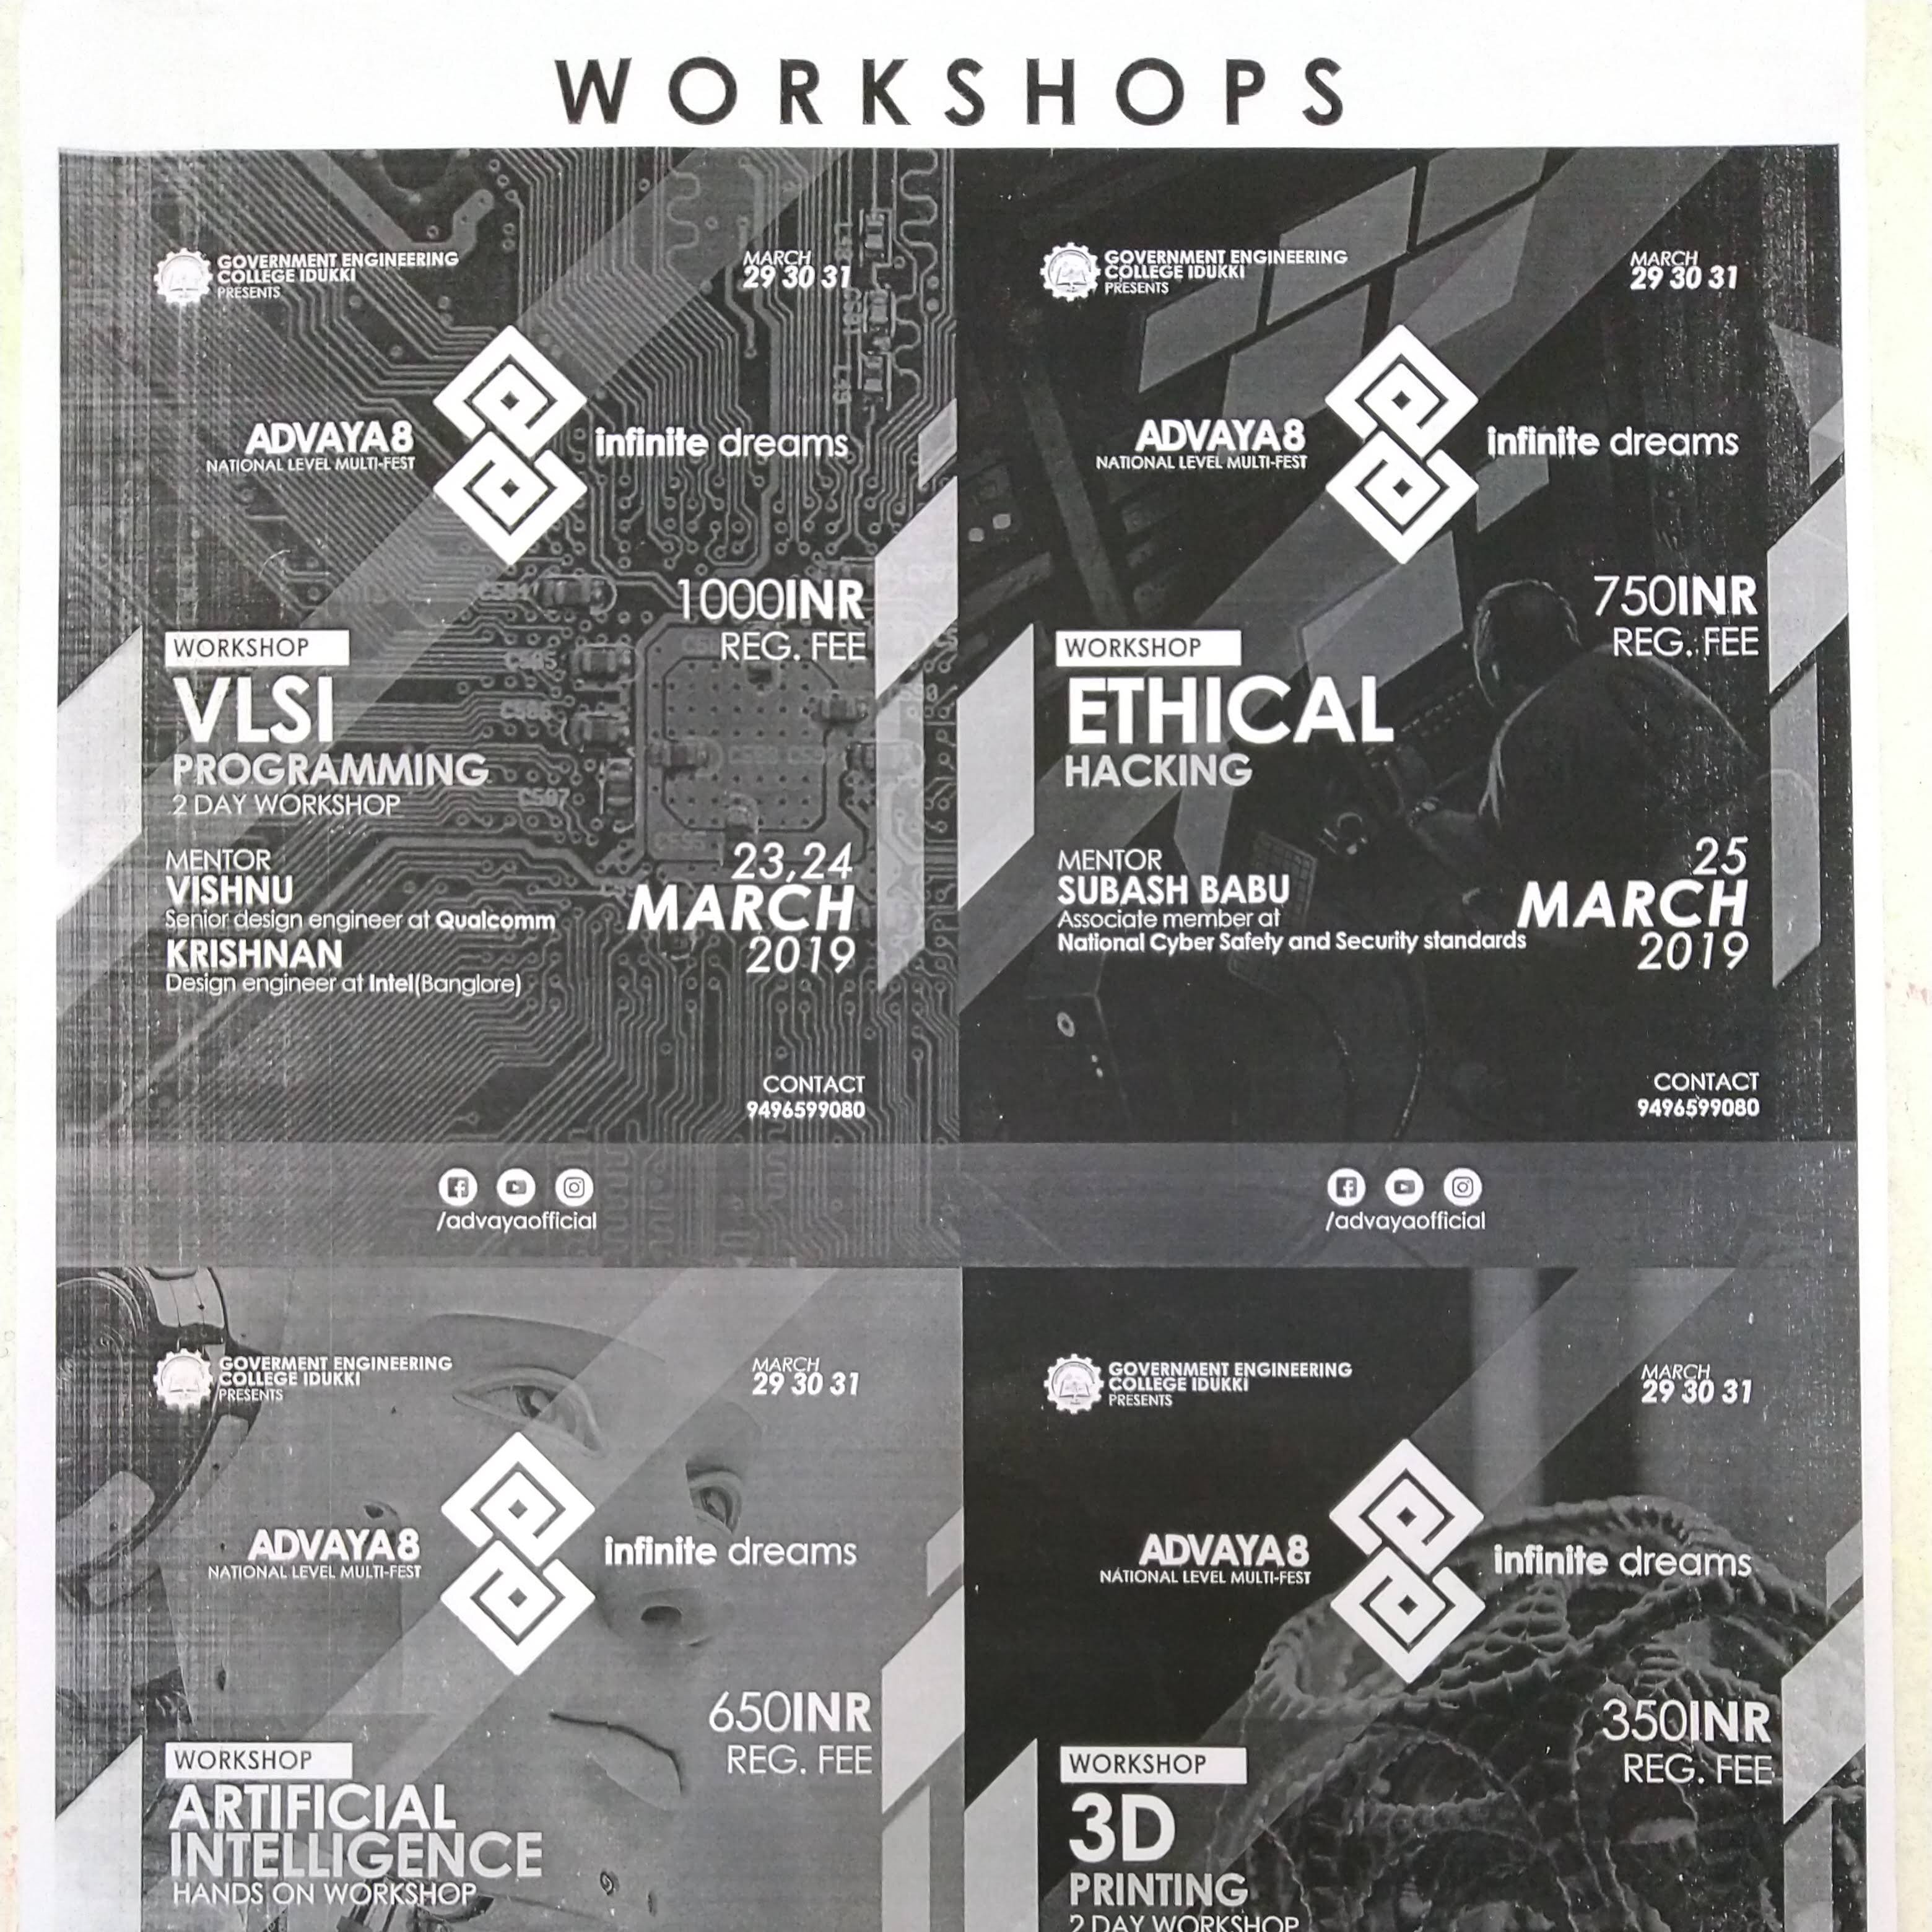 WORKSHOPS
GOVERNMENT ENGINEERING
COLLEGE IDUKKI
PRESENTS
MARCH
29 30 31
ADVAYA8
NATIONAL LEVEL MULTI-FEST
infinite dreams
1000INR
REG. FEE
WORKSHOP
VLSI
PROGRAMMING
2 DAY WORKSHOP
MENTOR
VISHNU
Senior design engineer at Qualcomm
KRISHNAN
Design engineer at Intel(Banglore)
23,24
MARCH
2019
CONTACT
9496599080
/advayaofficial
GOVERNMENT ENGINEERING
COLLEGE IDUKKI
PRESENTS
MARCH
29 30 31
ADVAYA8
NATIONAL LEVEL MULTI-FEST
infinite dreams
750INR
REG. FEE
WORKSHOP
ETHICAL
HACKING
MENTOR
SUBASH BABU
Associate member at
National Cyber Safety and Security standards
25
MARCH
2019
CONTACT
9496599080
/advayaofficial
GOVERMENT ENGINEERING
COLLEGE IDUKKI
PRESENTS
MARCH
29 30 31
ADVAYA8
NATIONAL LEVEL MULTI-FEST
infinite dreams
650INR
REG. FEE
WORKSHOP
ARTIFICIAL
INTELLIGENCE
HANDS ON WORKSHOP
GOVERNMENT ENGINEERING
COLLEGE IDUKKI
PRESENTS
MARCH
29 30 31
ADVAYA8
NATIONAL LEVEL MULTI-FEST
infinite dreams
350INR
REG. FEE
WORKSHOP
3D
PRINTING
2 DAY WORKSHOP